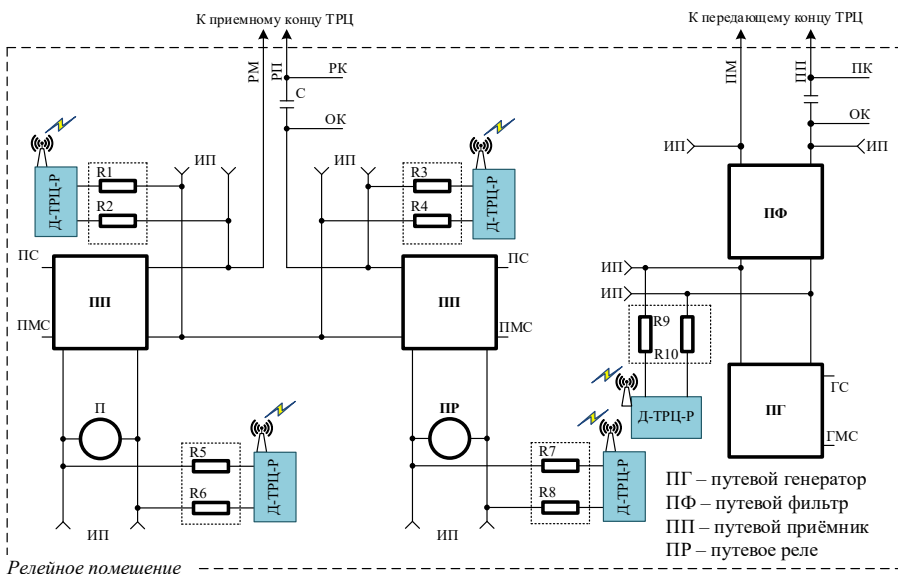 К приемному концу ТРЦ
К передающему концу ТРЦ
РМ
РП
РК
С
ОК
ПМ
ПП
ПК
ОК
ИП
ИП
ИП
ИП
Д-ТРЦ-Р
R1
R2
R3
R4
Д-ТРЦ-Р
ПФ
ПС
ПП
ПМС
ПС
ПП
ПМС
ИП
ИП
R9
R10
Д-ТРЦ-Р
ПГ
ГС
ГМС
П
ПР
R5
R6
Д-ТРЦ-Р
R7
R8
Д-ТРЦ-Р
ИП
ИП
ПГ – путевой генератор
ПФ – путевой фильтр
ПП – путевой приёмник
ПР – путевое реле
Релейное помещение